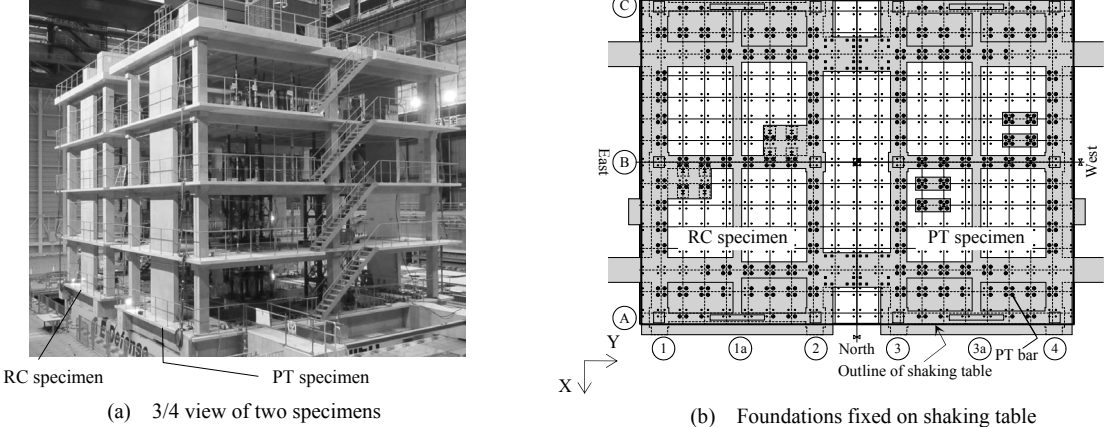 RC specimen
PT specimen
(a) 3/4 view of two specimens
C
B
A
East
West
RC specimen
PT specimen
1
1a
2
North
3
3a
4
PT bar
Y
X
Outline of shaking table
(b) Foundations fixed on shaking table